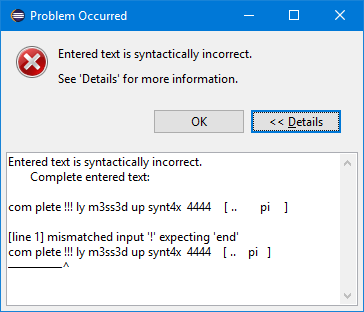 Problem Occurred
Entered text is syntactically incorrect.
See 'Details' for more information.
OK
<< Details
Entered text is syntactically incorrect.
Complete entered text:
com plete !!! ly m3ss3d up synt4x  4444    [ ..       pi    ]
[line 1] mismatched input '!' expecting 'end'
com plete !!! ly m3ss3d up synt4x  4444    [ ..    pi   ]
__________^